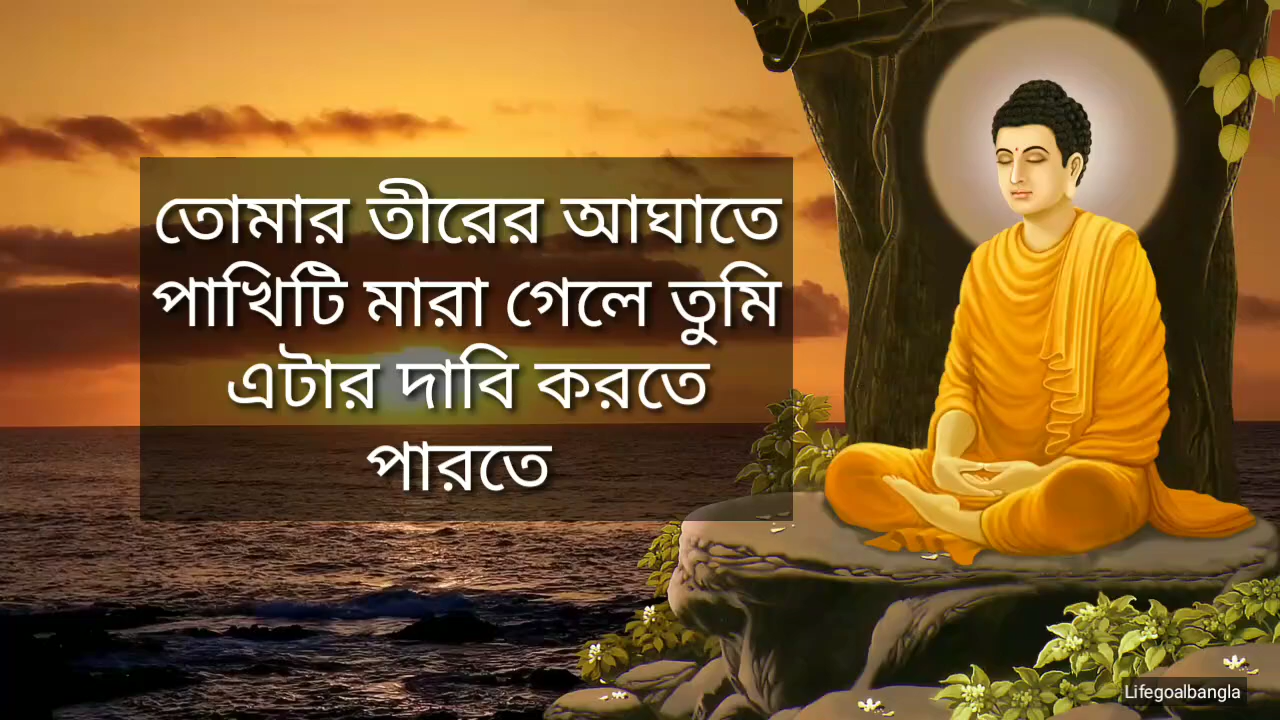 তোমার তীরের আঘাতে
পাখিটি মারা গেলে তুমি
এটার দাবি করতে
পারতে
Lifegoalbangla